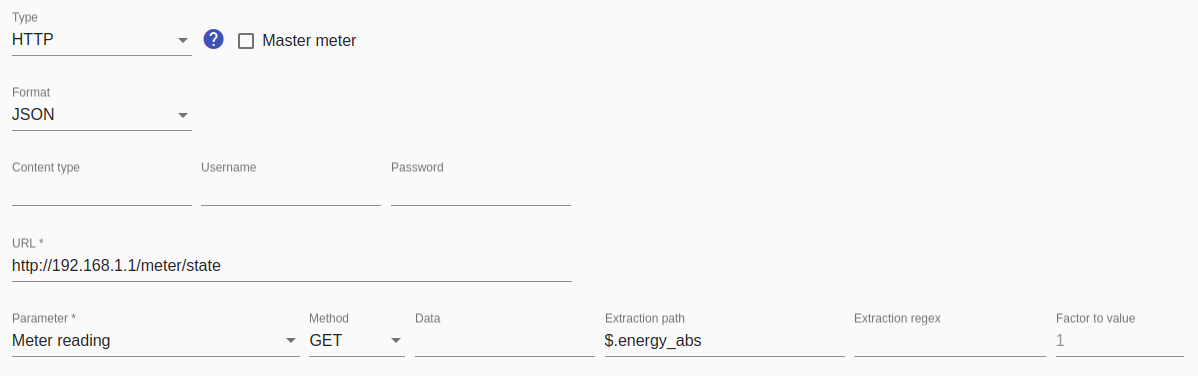 Type
HTTP ? Master meter
Format
JSON
Content type Username Password
URL *
http://192.168.1.1/meter/state
Parameter * Method Data Extraction path Extraction regex Factor to value
Meter reading GET $.energy_abs 1